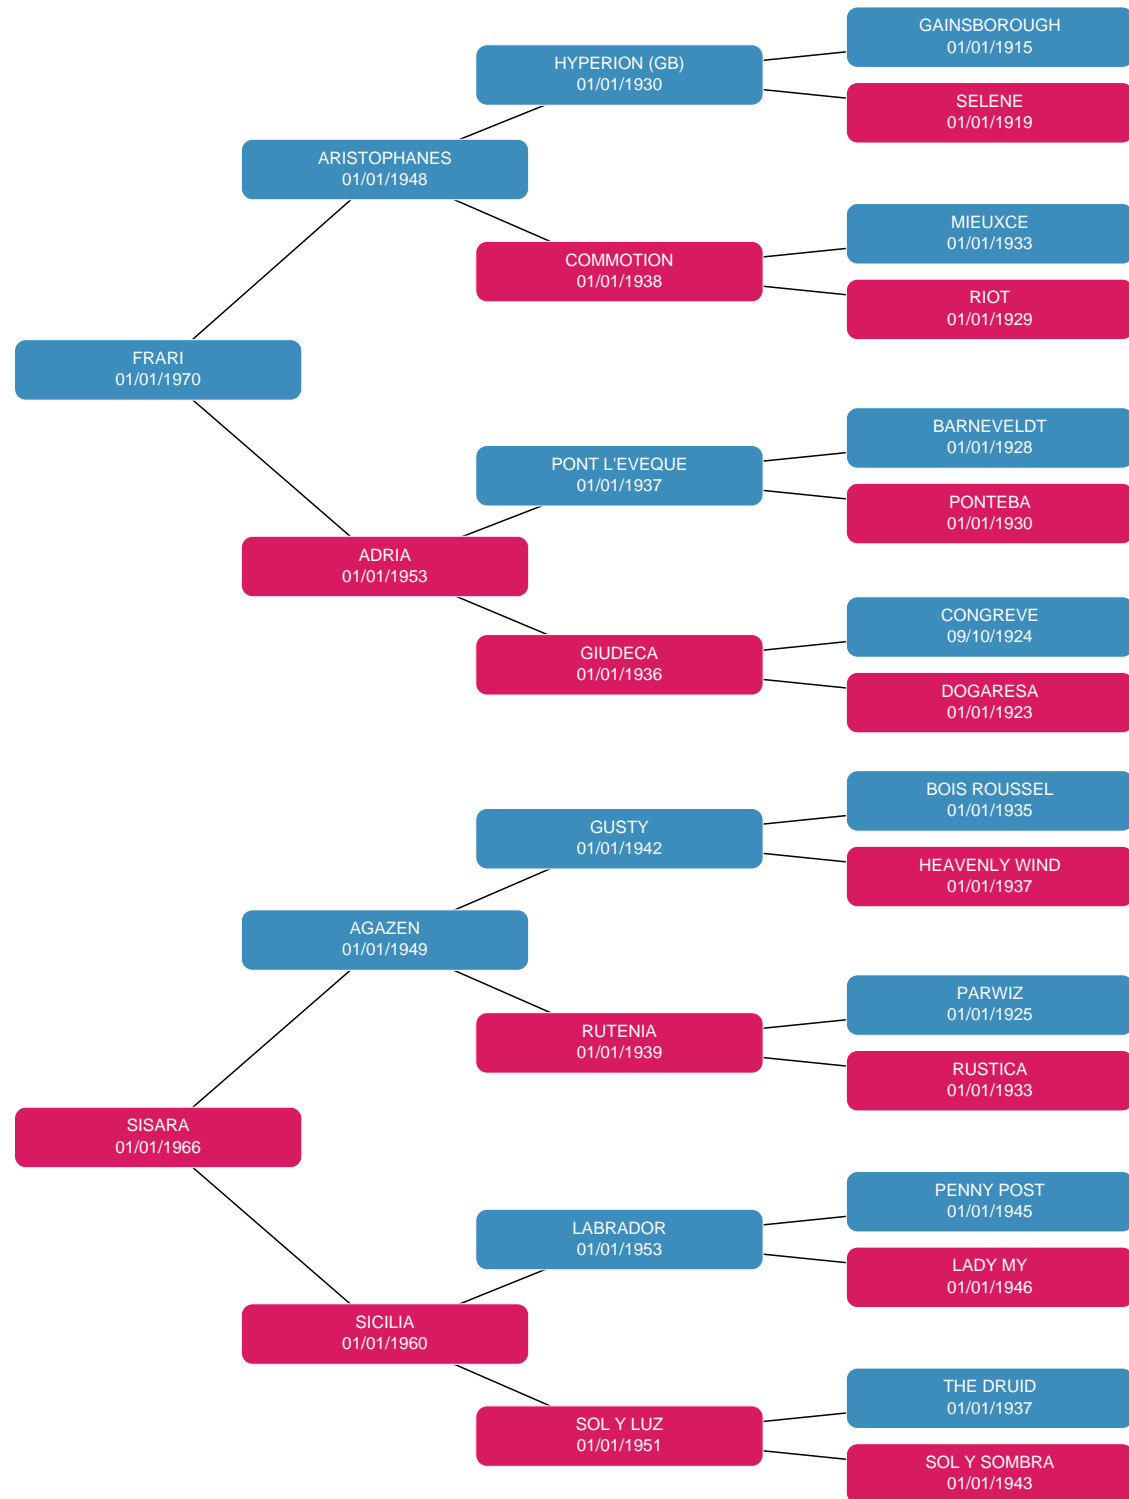 GAINSBOROUGH
01/01/1915
HYPERION (GB)
01/01/1930
SELENE
01/01/1919
ARISTOPHANES
01/01/1948
MIEUXCE
01/01/1933
COMMOTION
01/01/1938
RIOT
01/01/1929
FRARI
01/01/1970
BARNEVELDT
01/01/1928
PONT L'EVEQUE
01/01/1937
PONTEBA
01/01/1930
ADRIA
01/01/1953
CONGREVE
09/10/1924
GIUDECA
01/01/1936
DOGARESA
01/01/1923
BOIS ROUSSEL
01/01/1935
GUSTY
01/01/1942
HEAVENLY WIND
01/01/1937
AGAZEN
01/01/1949
PARWIZ
01/01/1925
RUTENIA
01/01/1939
RUSTICA
01/01/1933
SISARA
01/01/1966
PENNY POST
01/01/1945
LABRADOR
01/01/1953
LADY MY
01/01/1946
SICILIA
01/01/1960
THE DRUID
01/01/1937
SOL Y LUZ
01/01/1951
SOL Y SOMBRA
01/01/1943